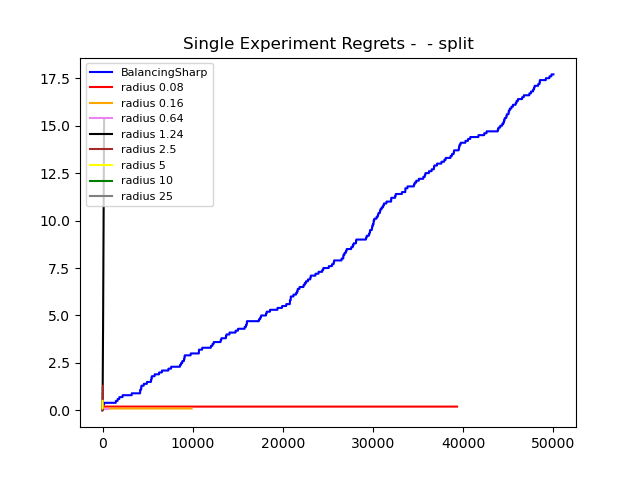 Single Experiment Regrets -  - split
BalancingSharp
radius 0.08
radius 0.16
radius 0.64
radius 1.24
radius 2.5
radius 5
radius 10
radius 25
17.5
15.0
12.5
10.0
7.5
5.0
2.5
0.0
0 10000 20000 30000 40000 50000